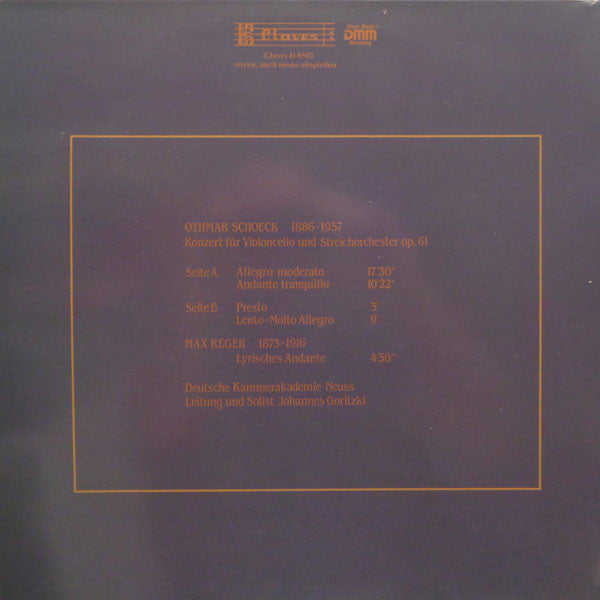 Claves
Claves D 8502
stereo, auch mono abspielbar
Direct Metal
DMM
Mastering
OTHMAR SCHOECK 1886-1957
Konzert für Violoncello und Streichorchester op. 61
Seite A Allegro moderato 17'30"
Andante tranquillo 10'22"
Seite B Presto 3'
Lento-Molto Allegro 9'
MAX REGER 1873-1916
Lyrisches Andante 4'50"
Deutsche Kammerakademie Neuss
Leitung und Solist Johannes Goritzki